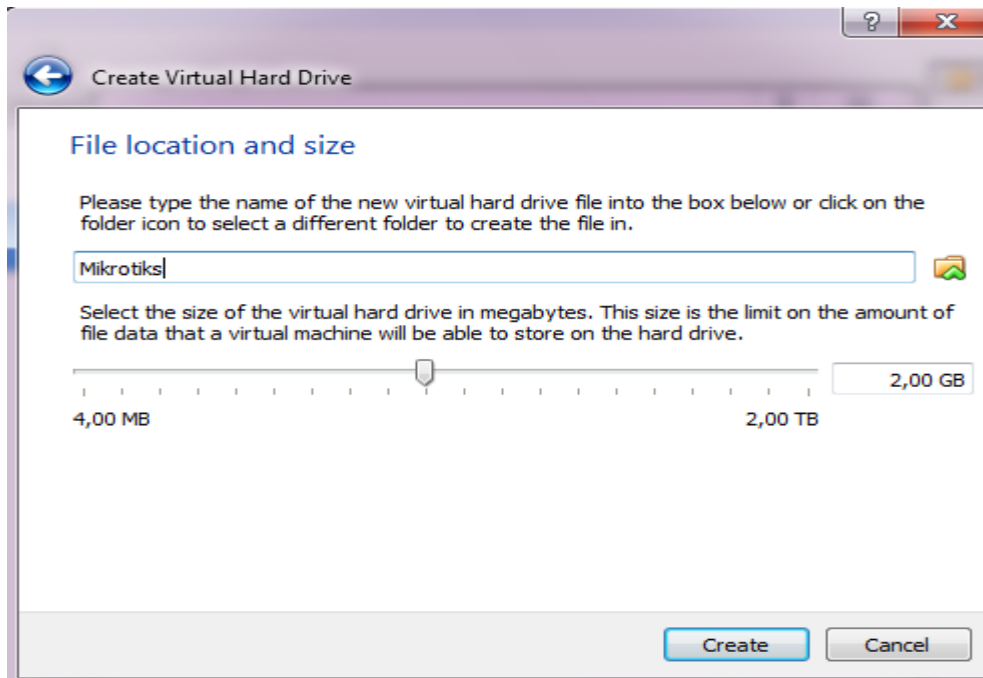 ?
Create Virtual Hard Drive
File location and size
Please type the name of the new virtual hard drive file into the box below or click on the
folder icon to select a different folder to create the file in.
Mikrotiks
Select the size of the virtual hard drive in megabytes. This size is the limit on the amount of
file data that a virtual machine will be able to store on the hard drive.
2,00 GB
4,00 MB 2,00 TB
Create Cancel